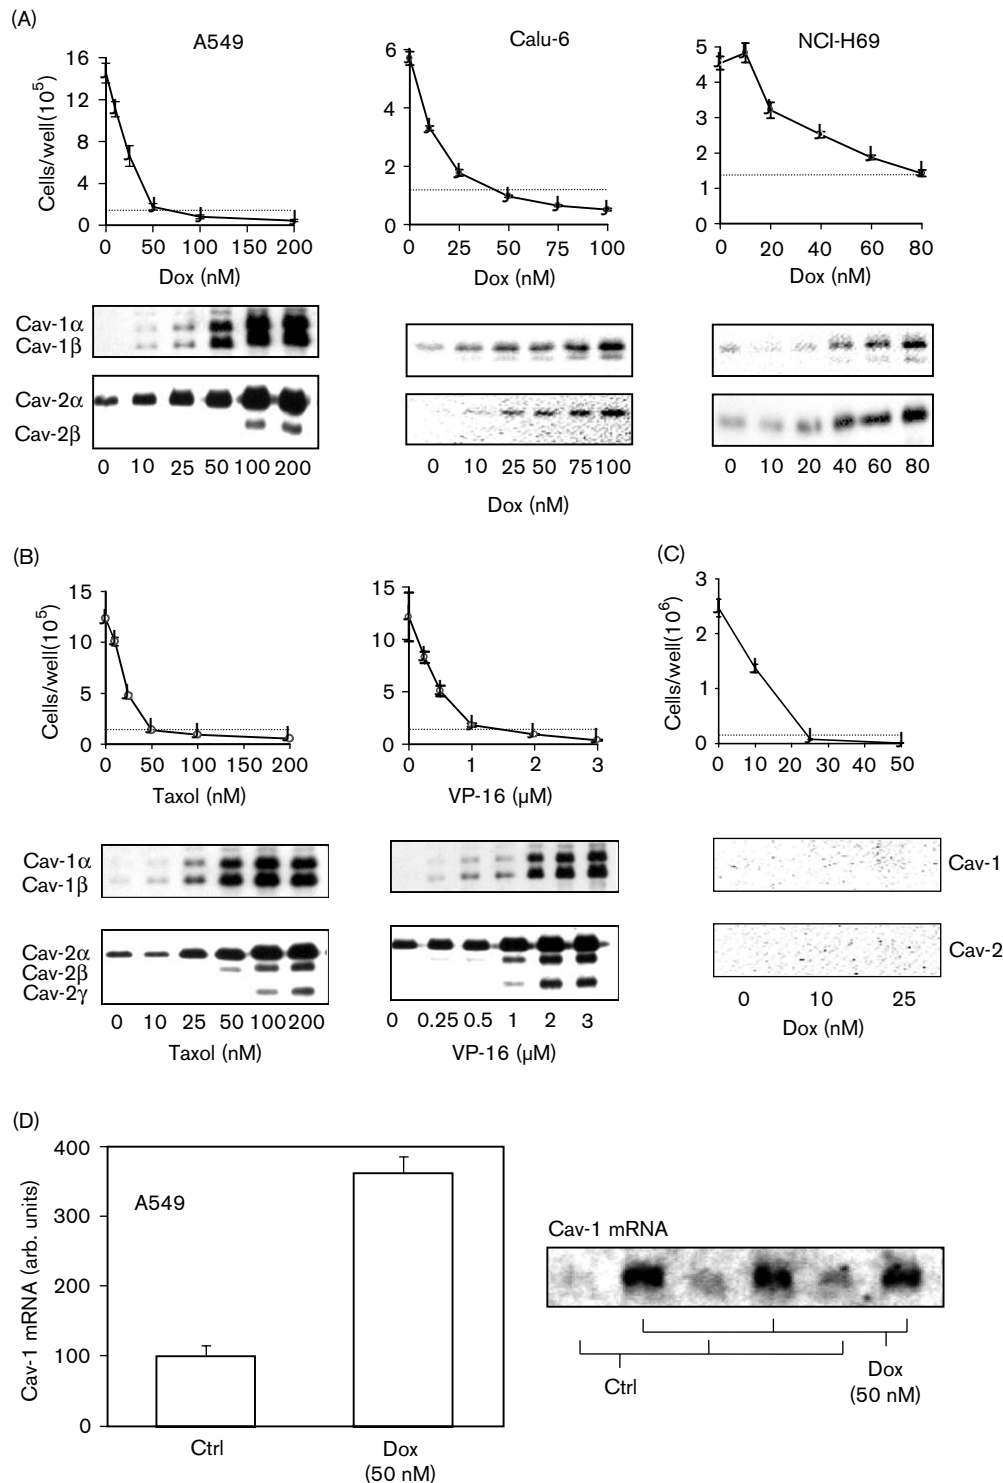 (A)
A549
Calu-6
NCI-H69
Cells/well(10^5)
16
12
8
4
0
0 50 100 150 200
Dox (nM)
6
4
2
0
0 25 50 75 100
Dox (nM)
5
4
3
2
1
0
0 20 40 60 80
Dox (nM)
Cav-1α
Cav-1β
Cav-2α
Cav-2β
0 10 25 50 100 200
0 10 25 50 75 100
0 10 20 40 60 80
Dox (nM)
(B)
(C)
Cells/well(10^5)
15
10
5
0
0 50 100 150 200
Taxol (nM)
15
10
5
0
0 1 2 3
VP-16 (μM)
Cells/well(10^6)
3
2
1
0
0 10 20 30 40 50
Cav-1α
Cav-1β
Cav-2α
Cav-2β
Cav-2γ
0 10 25 50 100 200
Taxol (nM)
0 0.25 0.5 1 2 3
VP-16 (μM)
Cav-1
Cav-2
0 10 25
Dox (nM)
(D)
Cav-1 mRNA (arb. units)
400
300
200
100
0
A549
Ctrl
Dox
(50 nM)
Cav-1 mRNA
Ctrl
Dox
(50 nM)